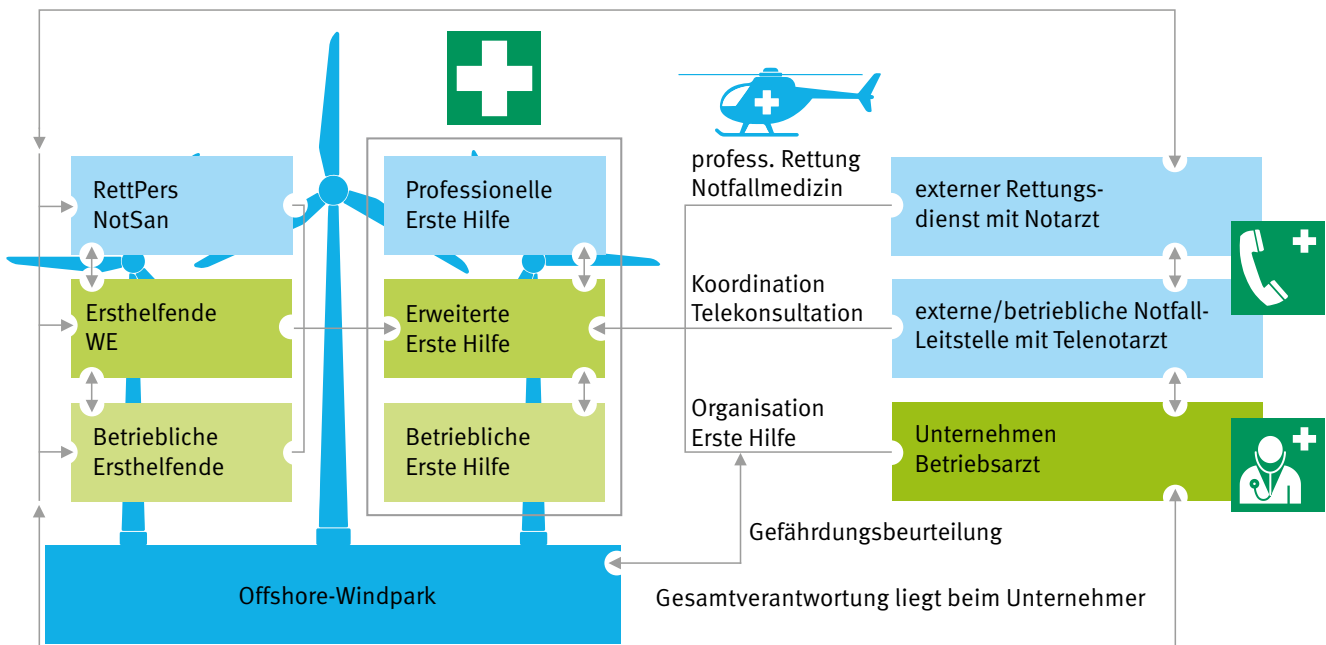 RettPers
NotSan
Ersthelfende
WE
Betriebliche
Ersthelfende
Professionelle
Erste Hilfe
Erweiterte
Erste Hilfe
Betriebliche
Erste Hilfe
profess. Rettung
Notfallmedizin
Koordination
Telekonsultation
Organisation
Erste Hilfe
externer Rettungs-
dienst mit Notarzt
externe/betriebliche Notfall-
Leitstelle mit Telenotarzt
Unternehmen
Betriebsarzt
Gefährdungsbeurteilung
Offshore-Windpark
Gesamtverantwortung liegt beim Unternehmer